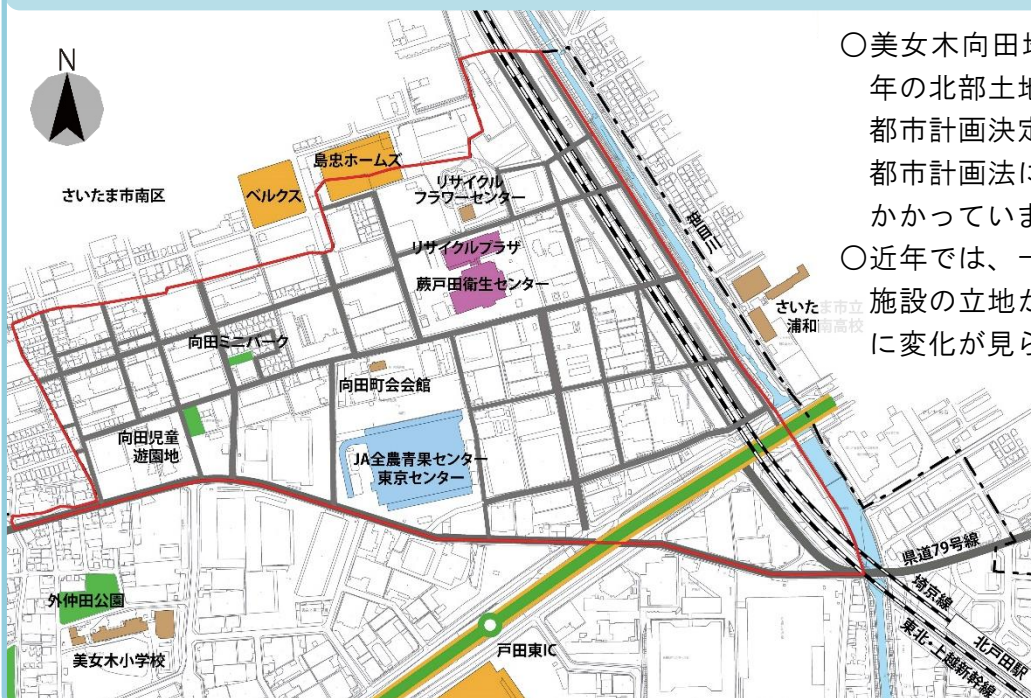 N
さいたま市南区
ベルクス
島忠ホームズ
リサイクル
フラワーセンター
リサイクルプラザ
蕨戸田衛生センター
笹目川
さいたま市立
浦和南高校
向田ミニパーク
向田町会会館
向田児童
遊園地
JA全農青果センター
東京センター
県道79号線
埼京線
東北・上越新幹線
北戸田駅
外仲田公園
美女木小学校
戸田東IC
〇美女木向田
年の北部土地
都市計画決定
都市計画法に
かかっていま
〇近年では、一
施設の立地が
に変化が見ら